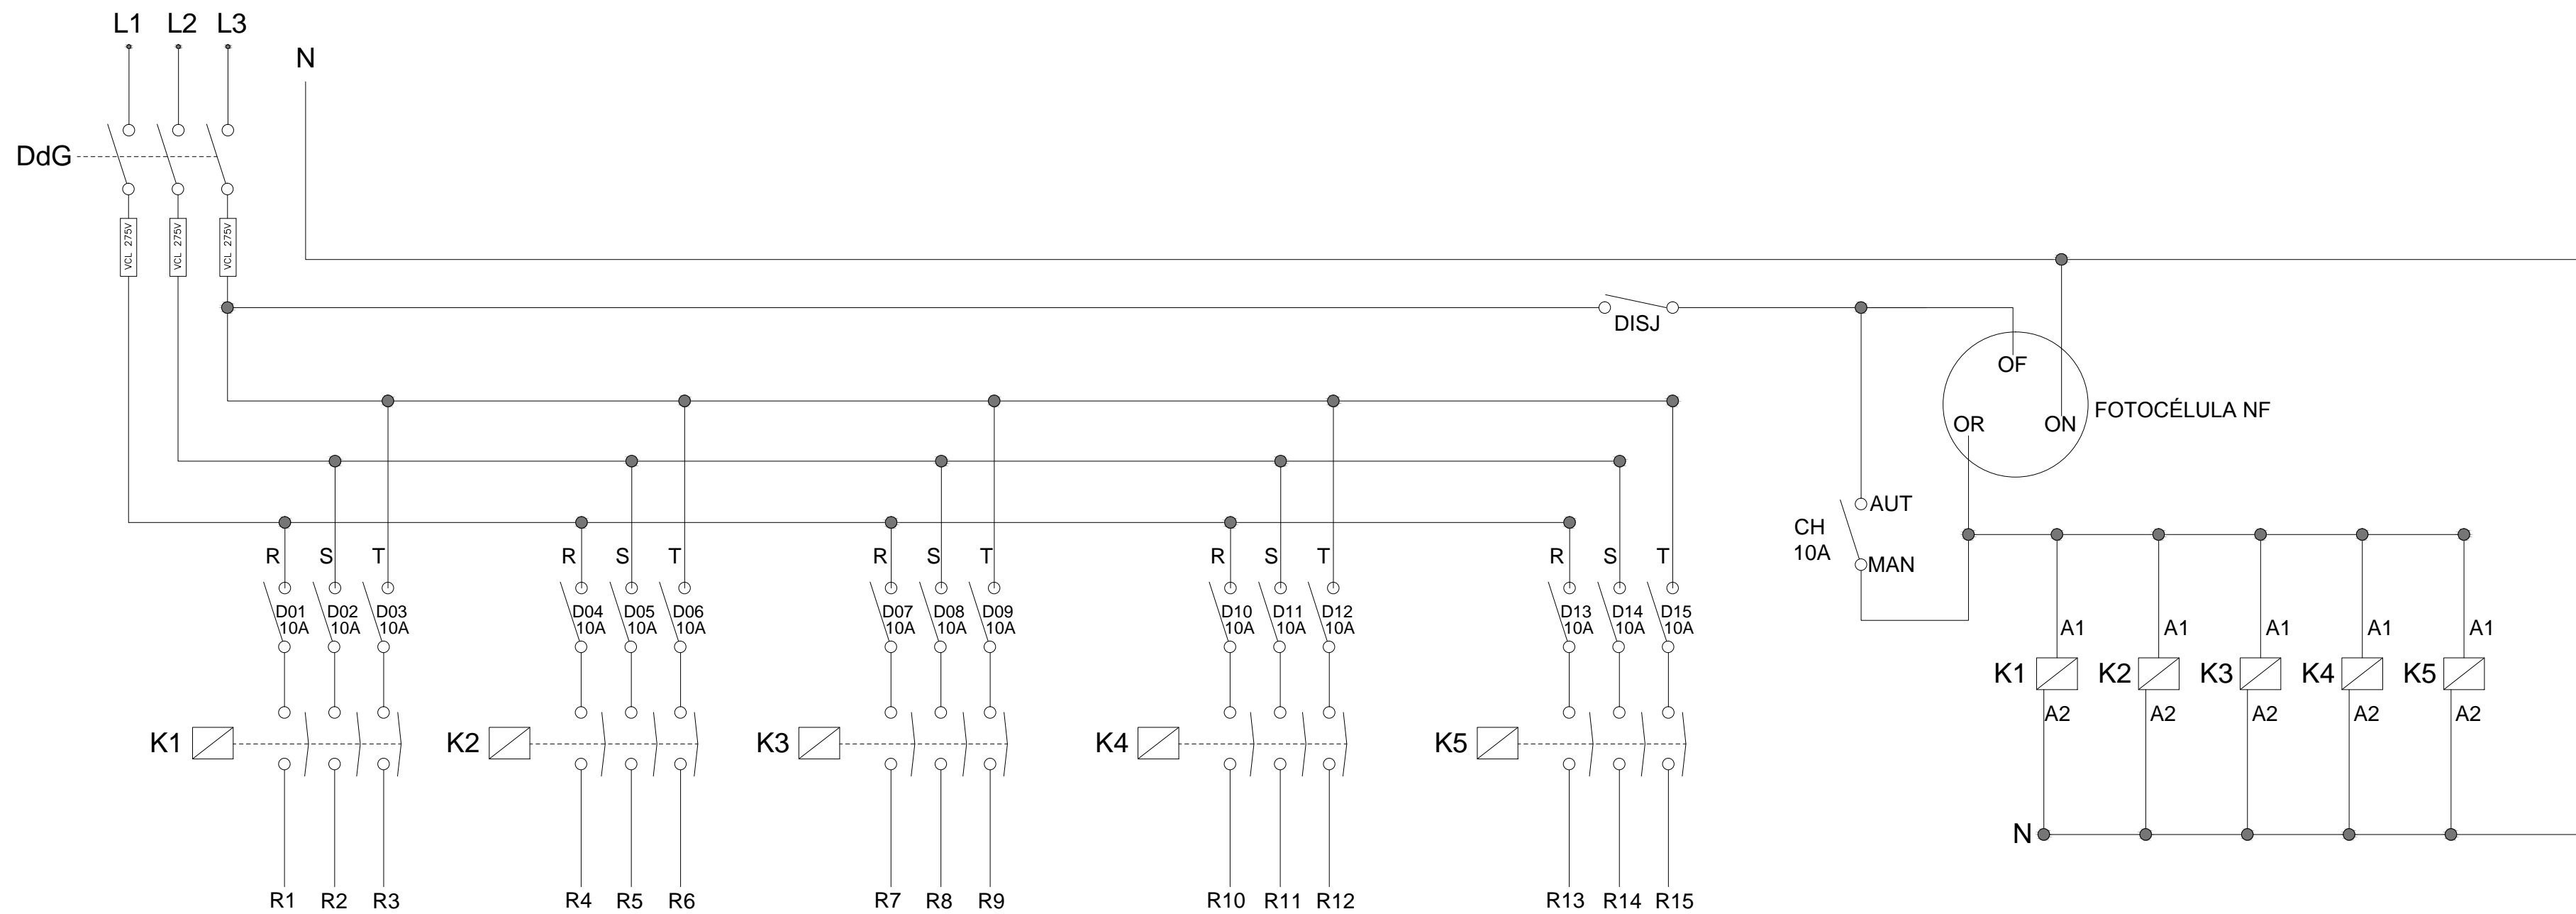 L1 L2 L3
N
DdG
VCL 275V VCL 275V VCL 275V
DISJ
OF
FOTOCÉLULA NF
OR ON
AUT
CH
10A
MAN
R S T R S T R S T R S T R S T
D01 D02 D03 D04 D05 D06 D07 D08 D09 D10 D11 D12 D13 D14 D15
10A 10A 10A 10A 10A 10A 10A 10A 10A 10A 10A 10A 10A 10A 10A
A1 A1 A1 A1 A1
K1 K2 K3 K4 K5
A2 A2 A2 A2 A2
K1 K2 K3 K4 K5
N
R1 R2 R3 R4 R5 R6 R7 R8 R9 R10 R11 R12 R13 R14 R15